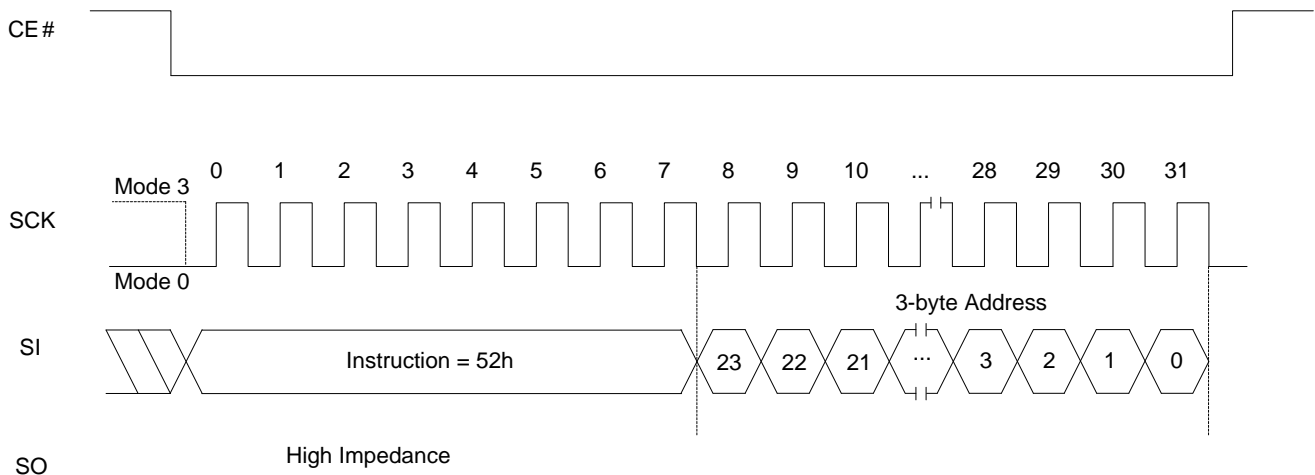 CE#
0 1 2 3 4 5 6 7 8 9 10 ... 28 29 30 31
Mode 3
SCK
Mode 0
3-byte Address
SI
Instruction = 52h 23 22 21 ... 3 2 1 0
High Impedance
SO